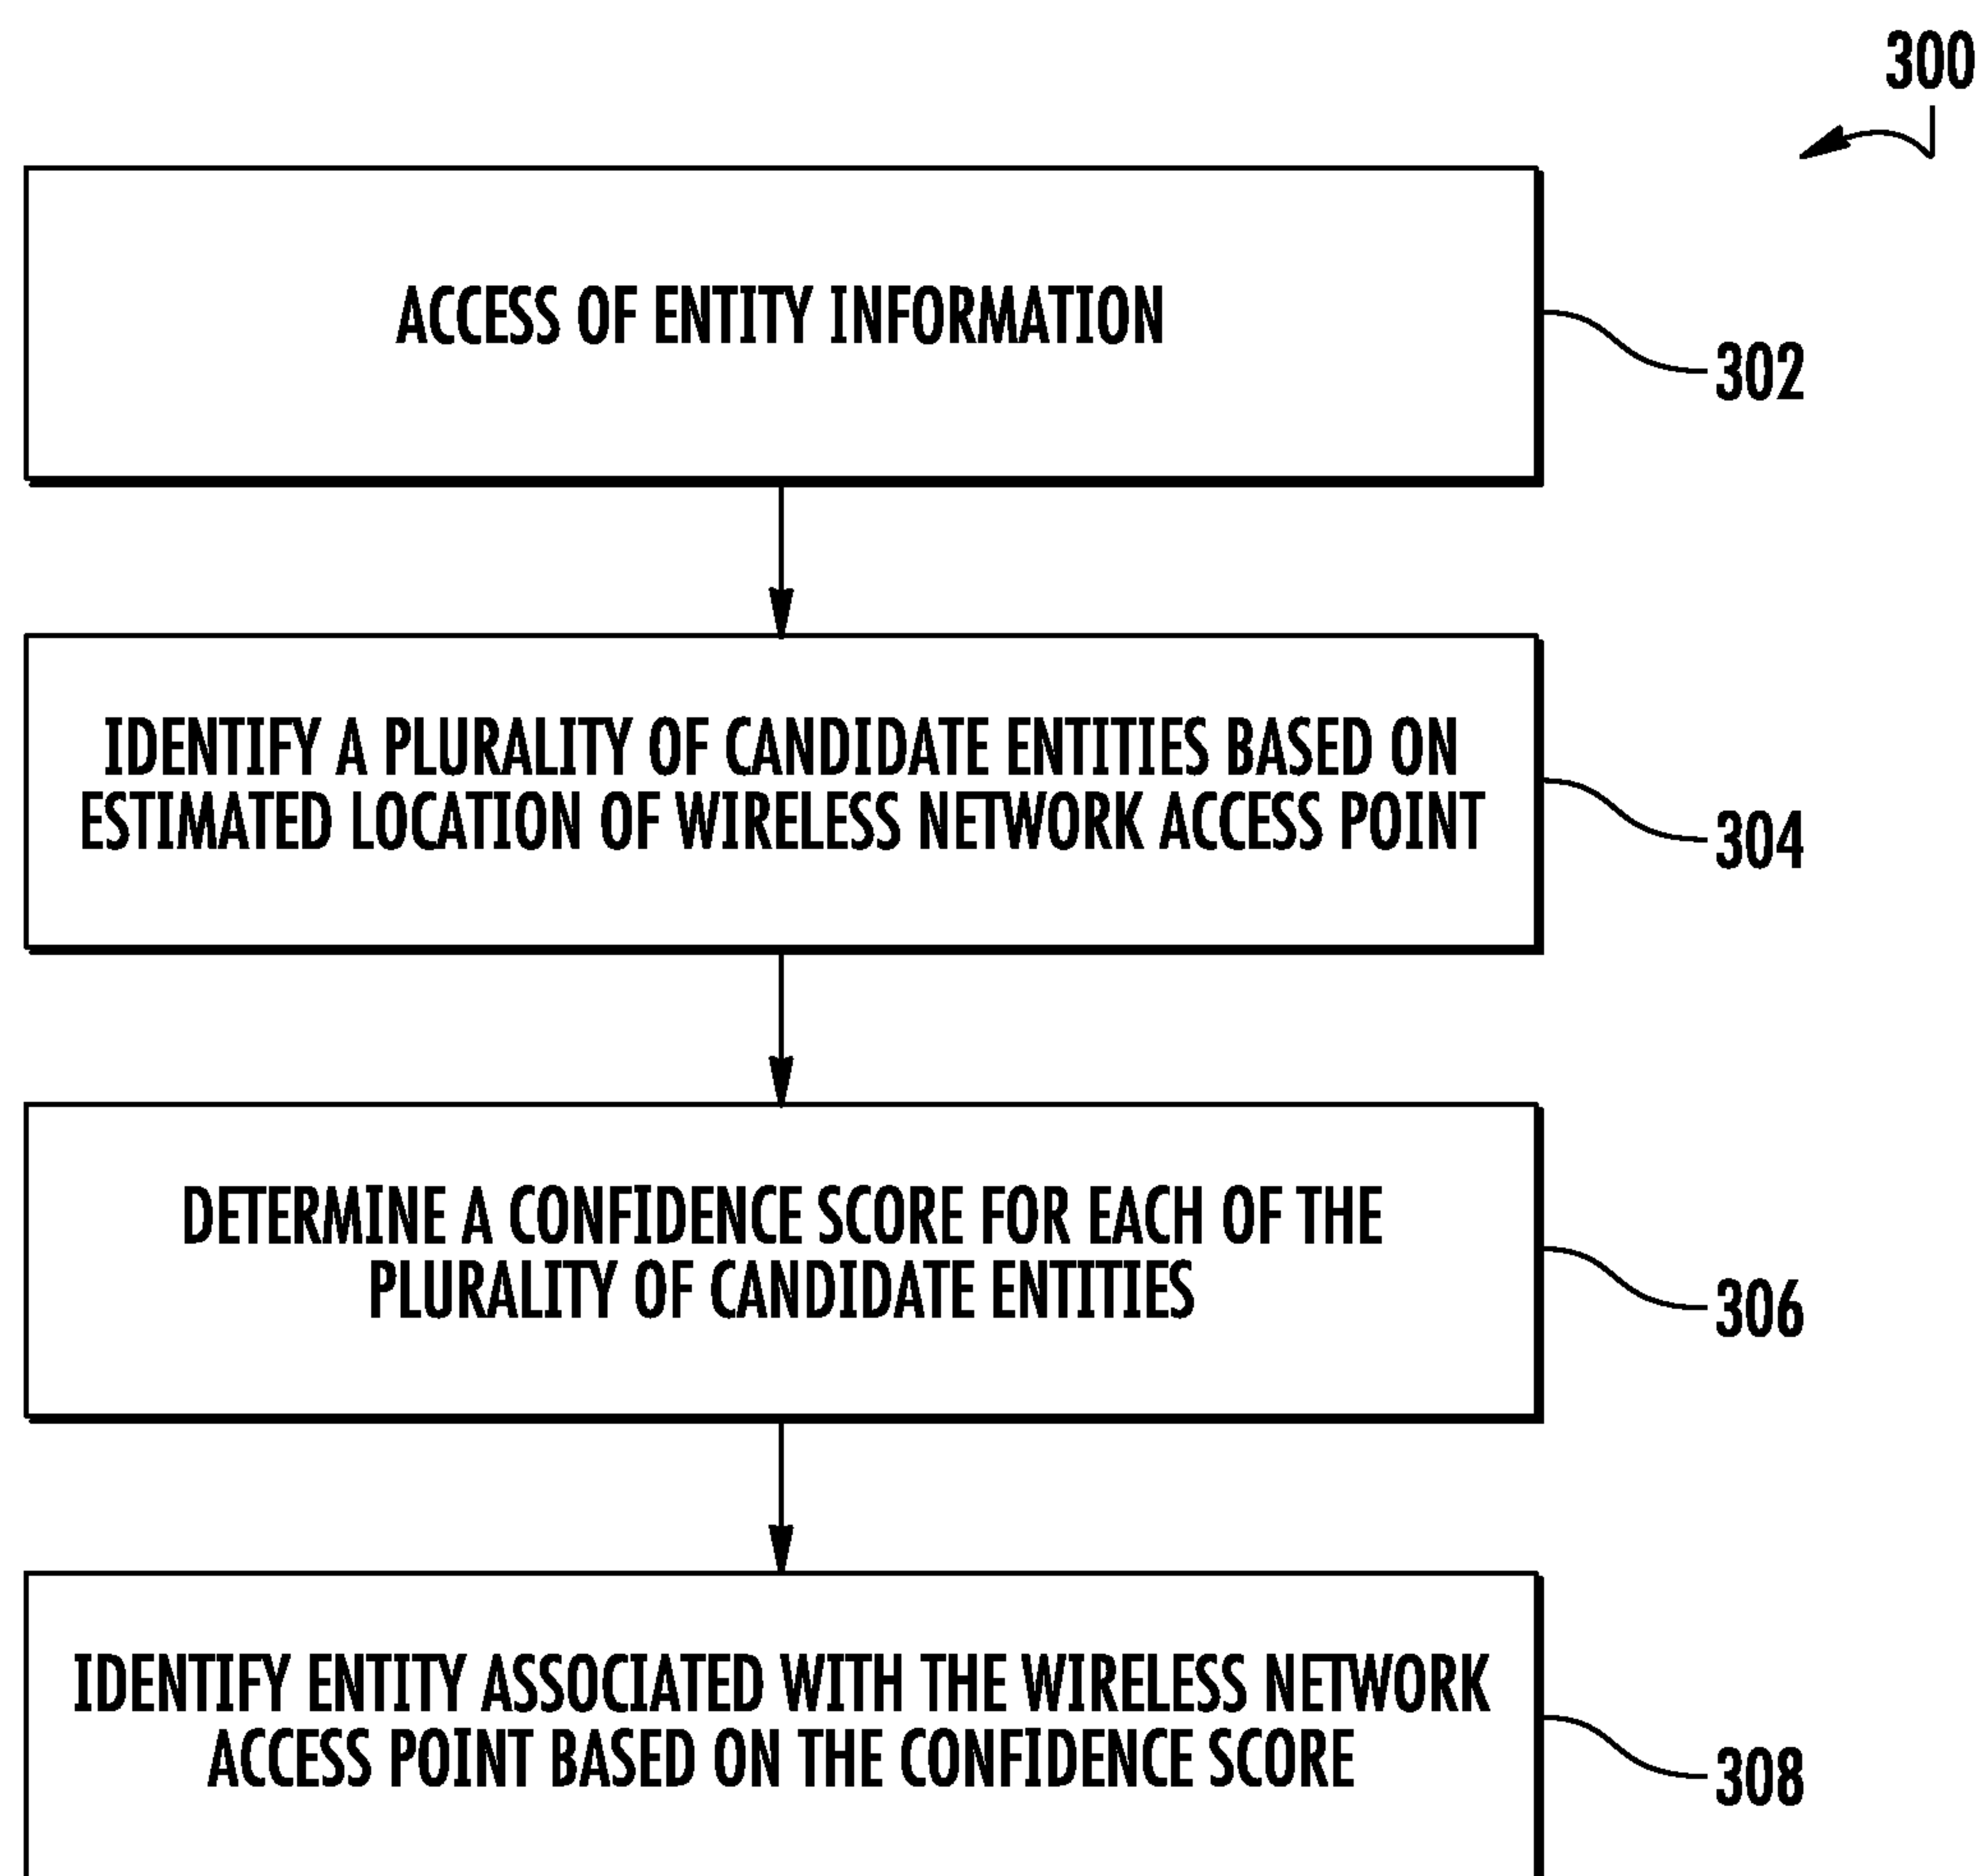 300
ACCESS OF ENTITY INFORMATION
302
IDENTIFY A PLURALITY OF CANDIDATE ENTITIES BASED ON
ESTIMATED LOCATION OF WIRELESS NETWORK ACCESS POINT
304
DETERMINE A CONFIDENCE SCORE FOR EACH OF THE
PLURALITY OF CANDIDATE ENTITIES
306
IDENTIFY ENTITY ASSOCIATED WITH THE WIRELESS NETWORK
ACCESS POINT BASED ON THE CONFIDENCE SCORE
308